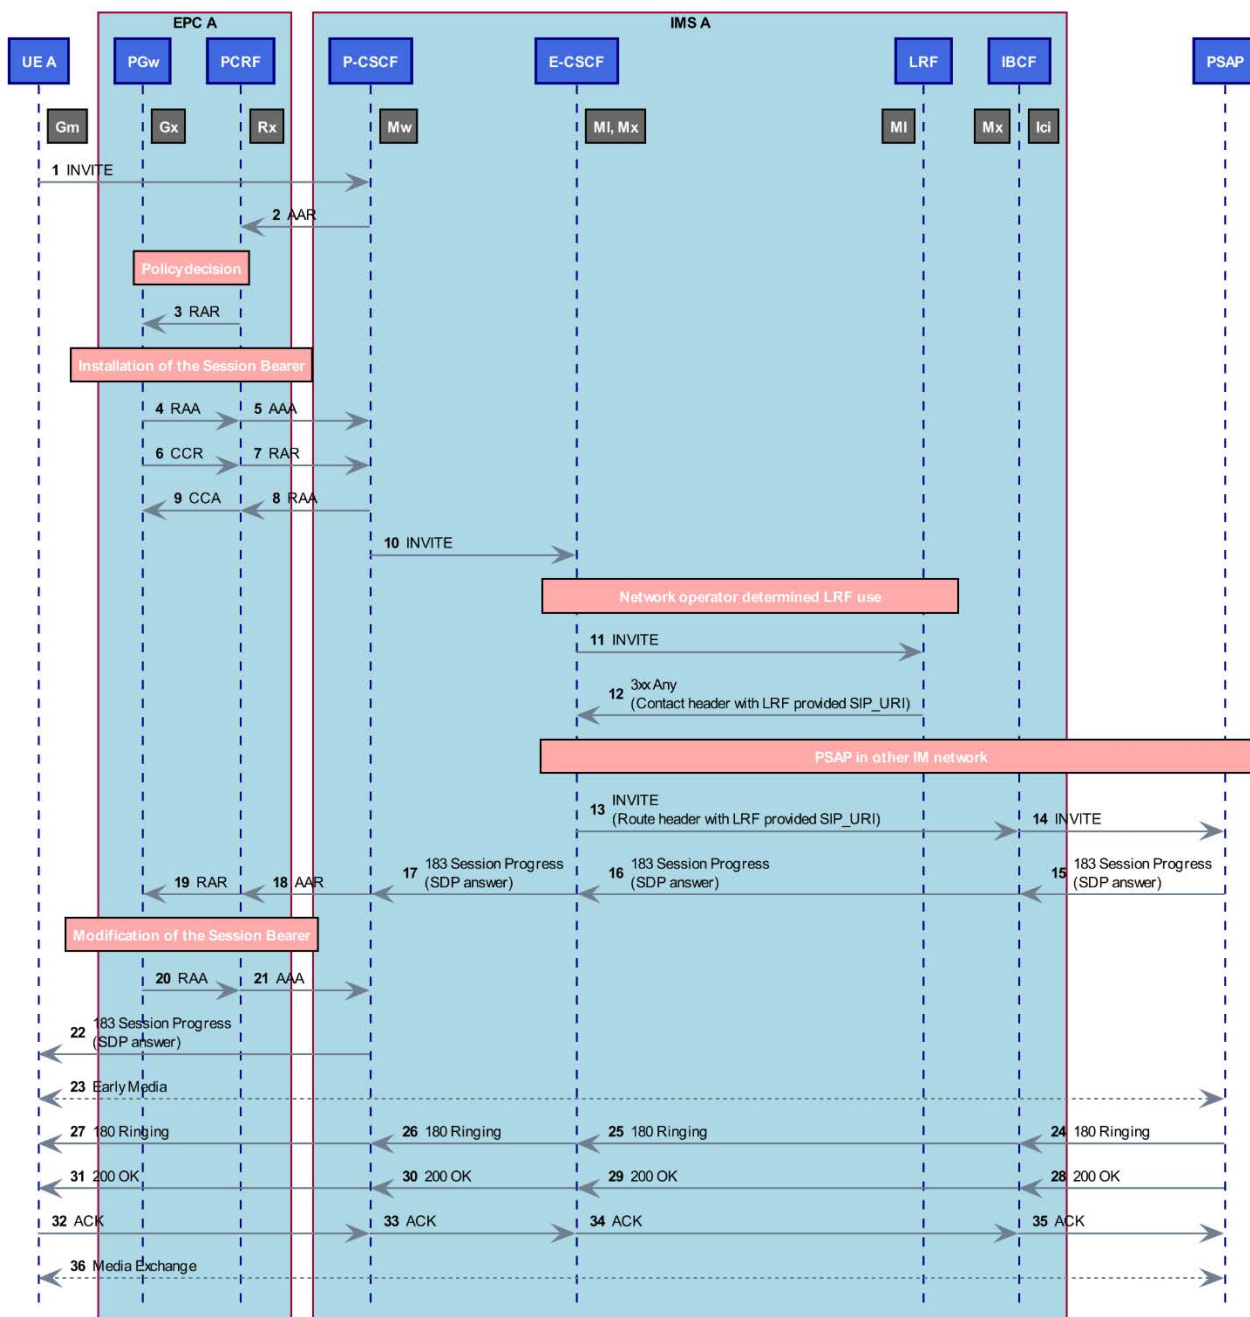 EPC A
IMS A
UE A
PGw
PCRF
P-CSCF
E-CSCF
LRF
IBCF
PSAP
Gm
Gx
Rx
Mw
MI, Mx
MI
Mx
Ici
1 INVITE
2 AAR
Policy decision
3 RAR
Installation of the Session Bearer
4 RAA
5 AAA
6 CCR
7 RAR
9 CCA
8 RAA
10 INVITE
Network operator determined LRF use
11 INVITE
12 3xx Any
(Contact header with LRF provided SIP_URI)
PSAP in other IM network
13 INVITE
(Route header with LRF provided SIP_URI)
14 INVITE
19 RAR
18 AAR
17 183 Session Progress
(SDP answer)
16 183 Session Progress
(SDP answer)
15 183 Session Progress
(SDP answer)
Modification of the Session Bearer
20 RAA
21 AAA
22 183 Session Progress
(SDP answer)
23 Early Media
27 180 Ringing
26 180 Ringing
25 180 Ringing
24 180 Ringing
31 200 OK
30 200 OK
29 200 OK
28 200 OK
32 ACK
33 ACK
34 ACK
35 ACK
36 Media Exchange